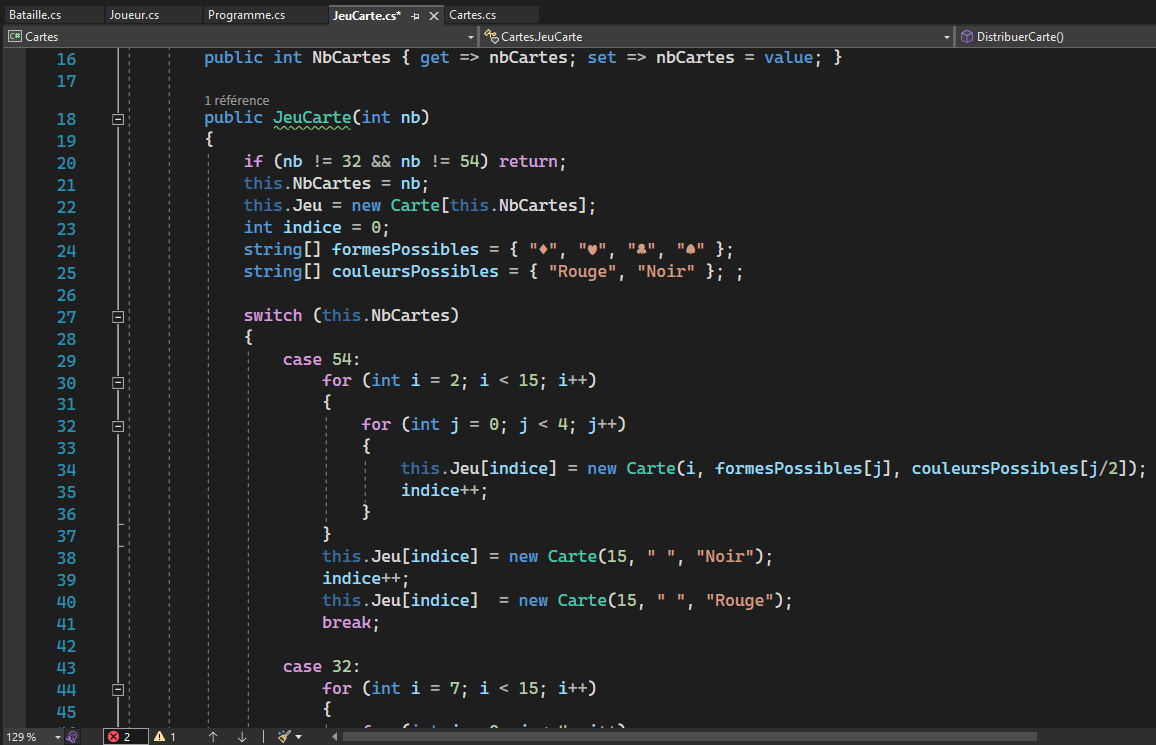 Bataille.cs Joueur.cs Programme.cs JeuCarte.cs* Cartes.cs
C# Cartes Cartes.JeuCarte DistribuerCarte()
16 public int NbCartes { get => nbCartes; set => nbCartes = value; }
17
1 référence
18 public JeuCarte(int nb)
19 {
20 if (nb != 32 && nb != 54) return;
21 this.NbCartes = nb;
22 this.Jeu = new Carte[this.NbCartes];
23 int indice = 0;
24 string[] formesPossibles = { "♦", "♥", "♣", "♠" };
25 string[] couleursPossibles = { "Rouge", "Noir" }; ;
26
27 switch (this.NbCartes)
28 {
29 case 54:
30 for (int i = 2; i < 15; i++)
31 {
32 for (int j = 0; j < 4; j++)
33 {
34 this.Jeu[indice] = new Carte(i, formesPossibles[j], couleursPossibles[j/2]);
35 indice++;
36 }
37 }
38 this.Jeu[indice] = new Carte(15, " ", "Noir");
39 indice++;
40 this.Jeu[indice]  = new Carte(15, " ", "Rouge");
41 break;
42
43 case 32:
44 for (int i = 7; i < 15; i++)
45 {
129 % 2 1